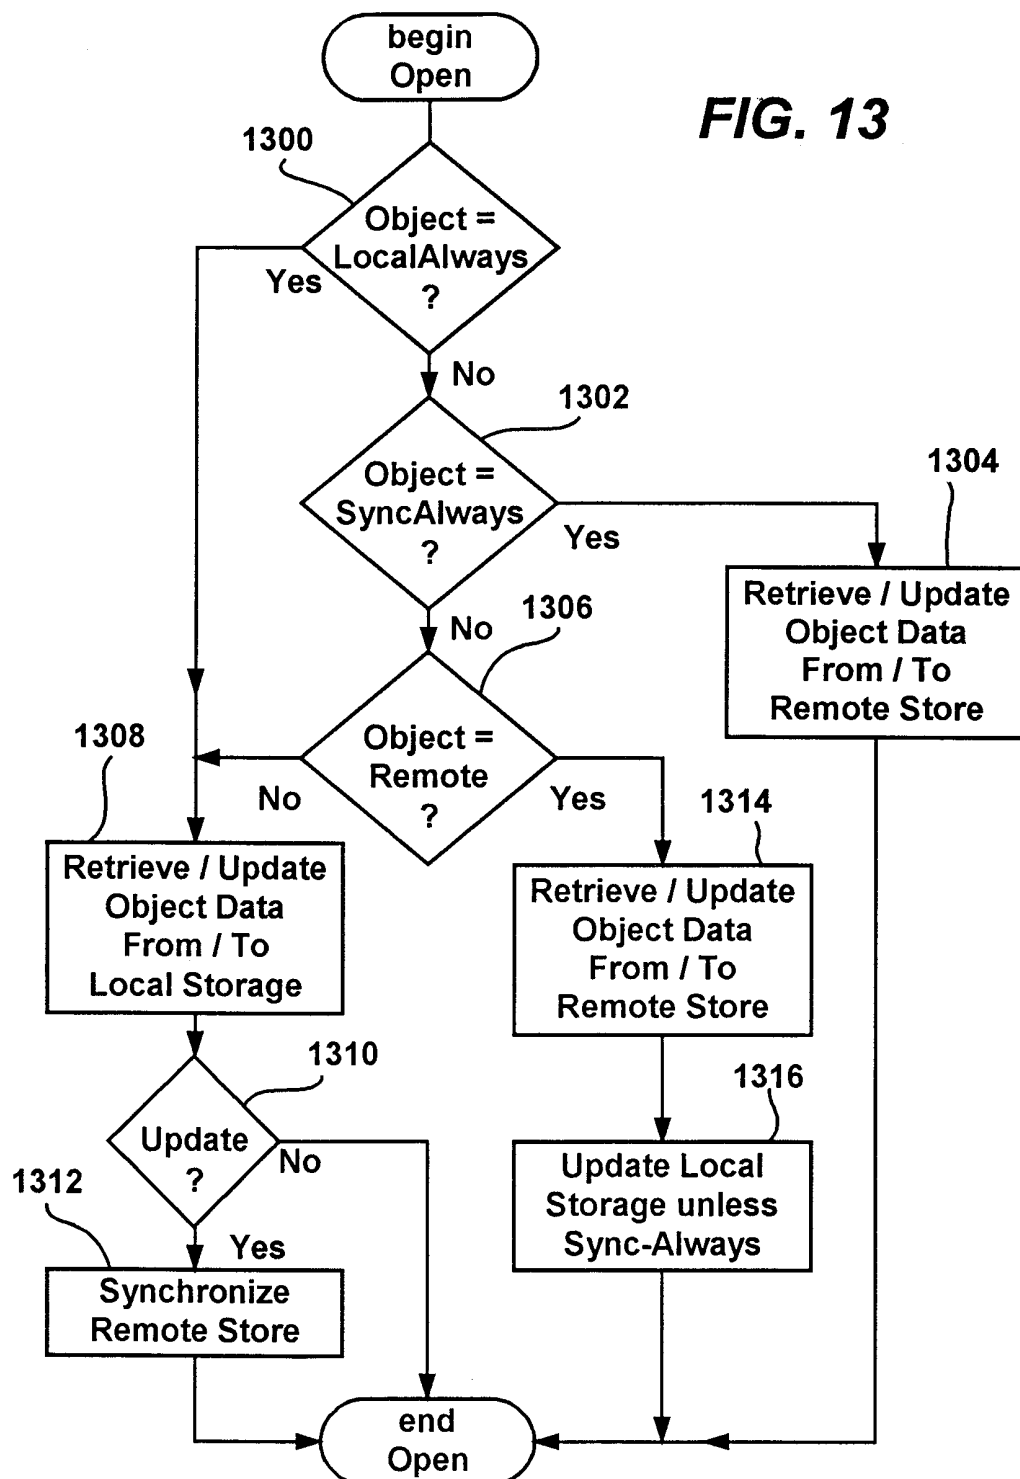 begin
Open
FIG. 13
1300
Object =
LocalAlways
?
Yes
No
1302
Object =
SyncAlways
?
Yes
1304
Retrieve / Update
Object Data
From / To
Remote Store
No
1306
Object =
Remote
?
No
Yes
1308
Retrieve / Update
Object Data
From / To
Local Storage
1314
Retrieve / Update
Object Data
From / To
Remote Store
1310
Update
?
No
1316
Update Local
Storage unless
Sync-Always
1312
Yes
Synchronize
Remote Store
end
Open